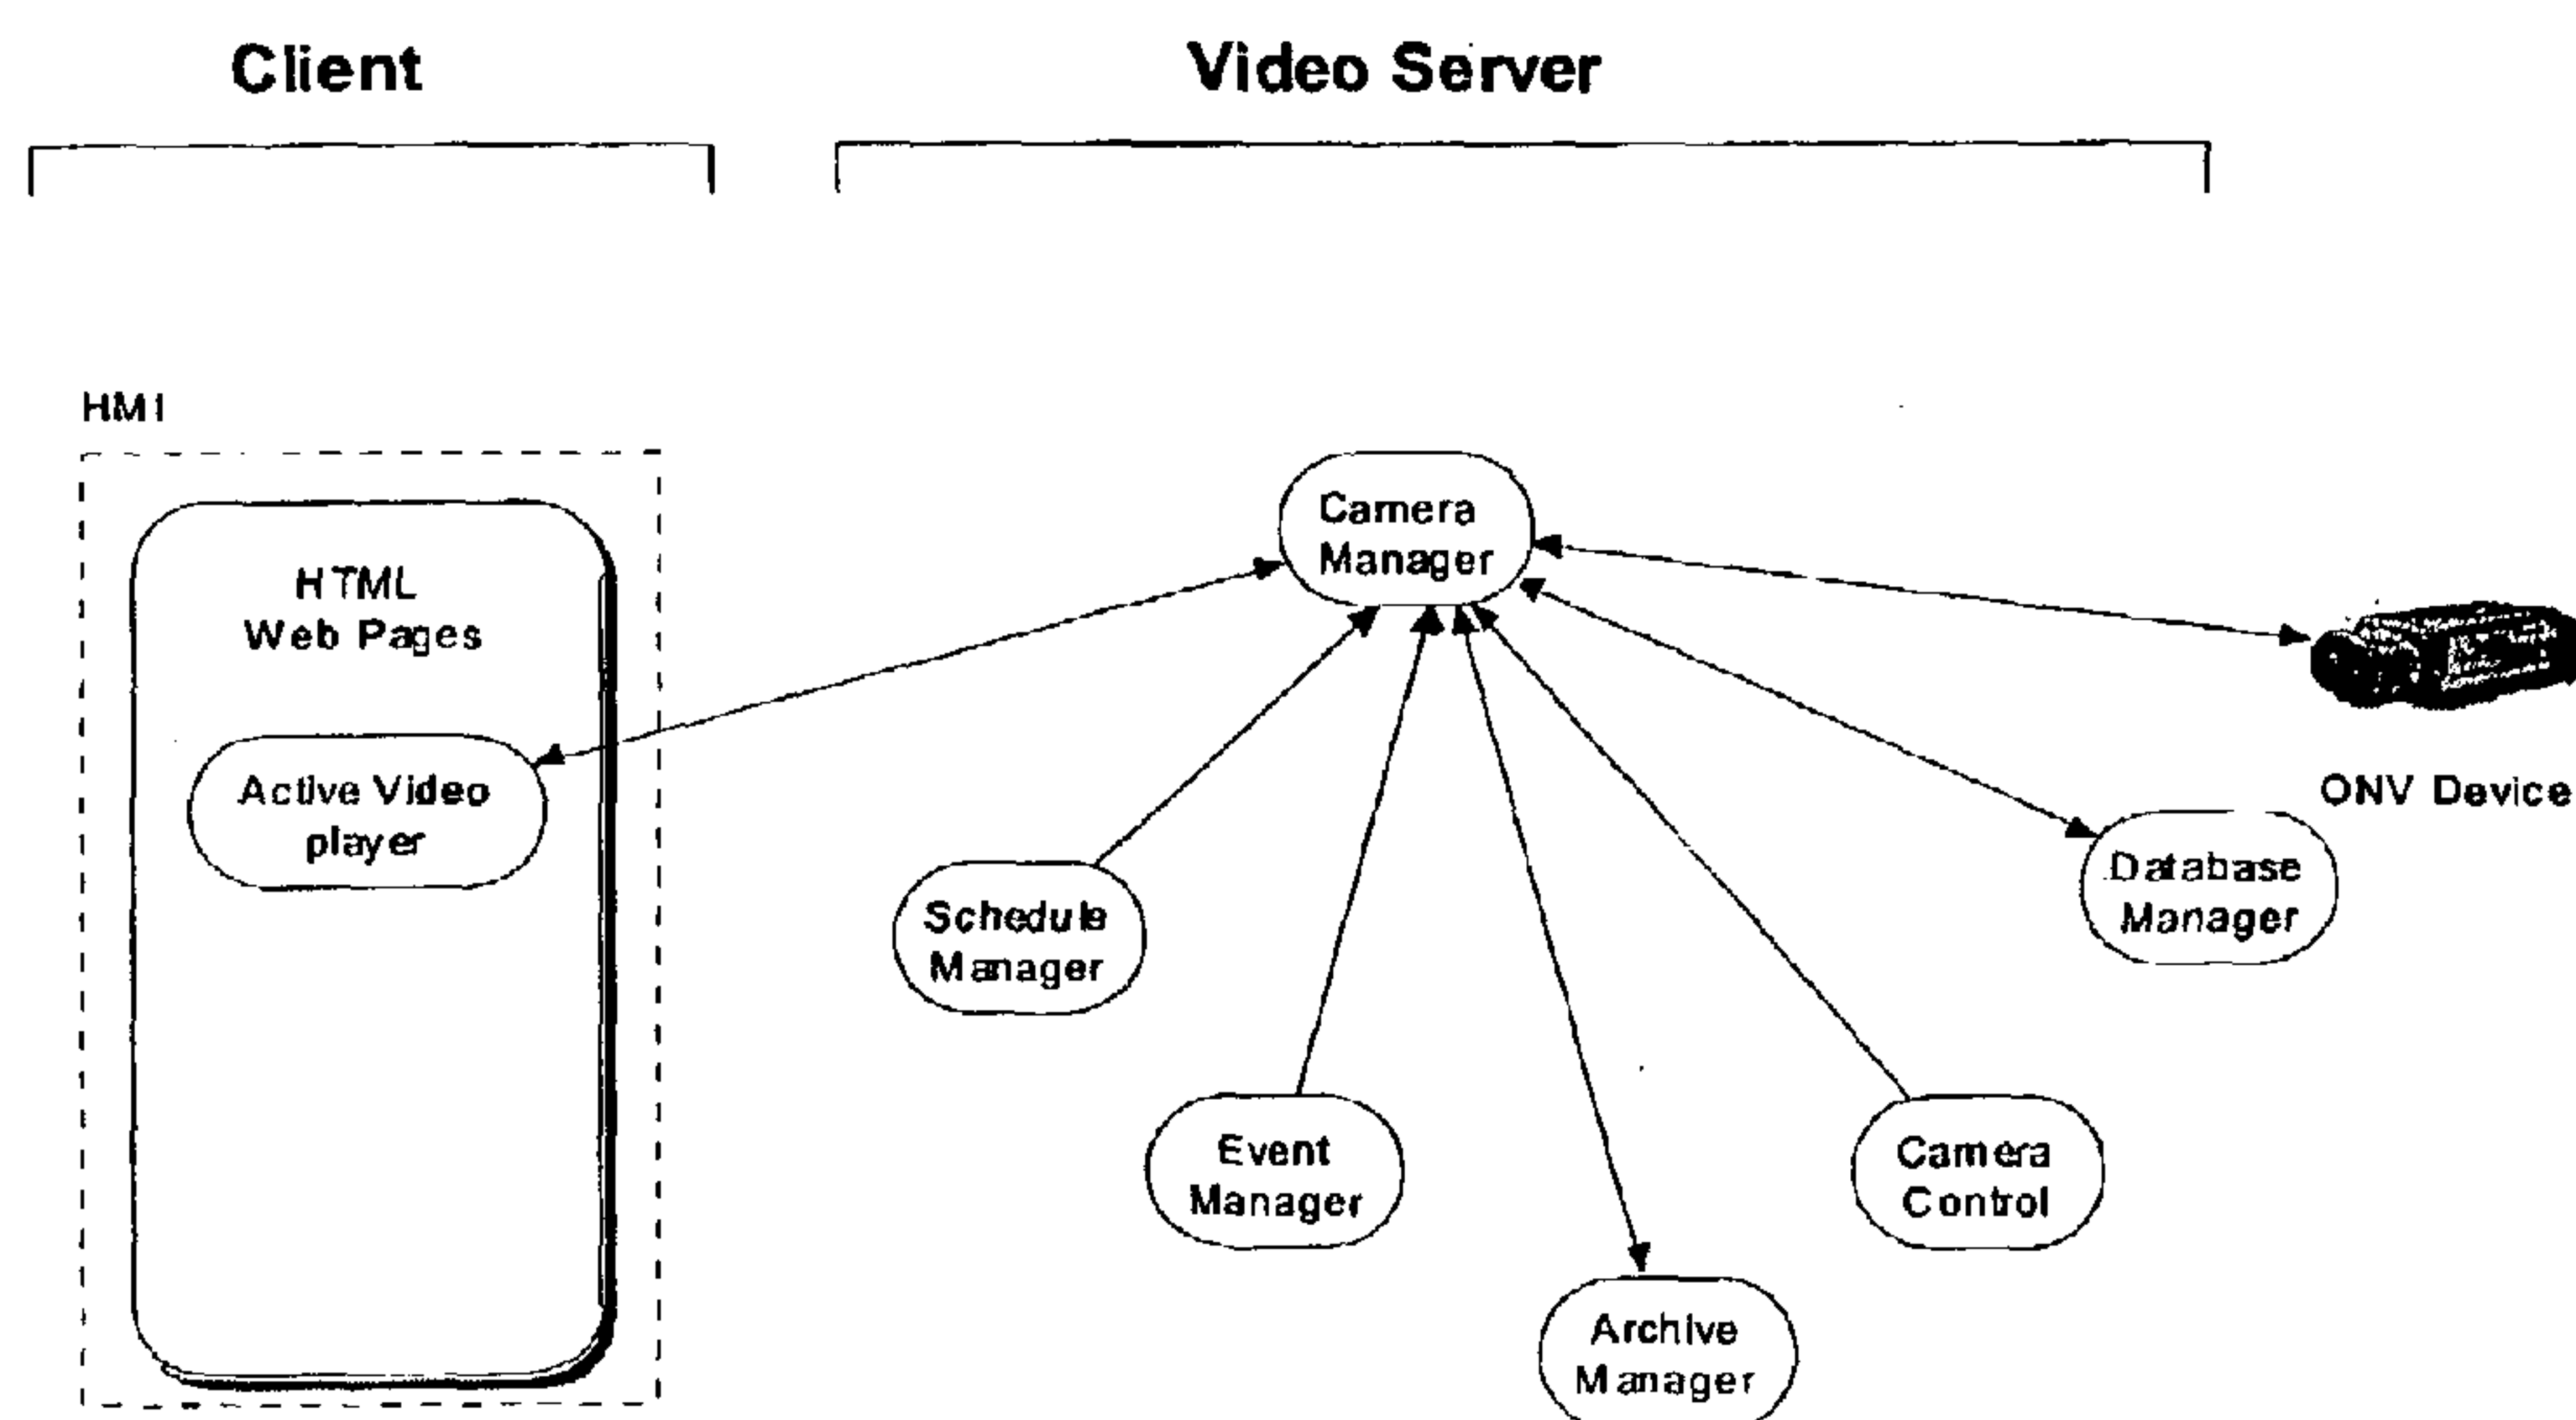 Client
Video Server
HMI
HTML
Web Pages
Active Video
player
Camera
Manager
Schedule
Manager
Event
Manager
Archive
Manager
Camera
Control
Database
Manager
ONV Device